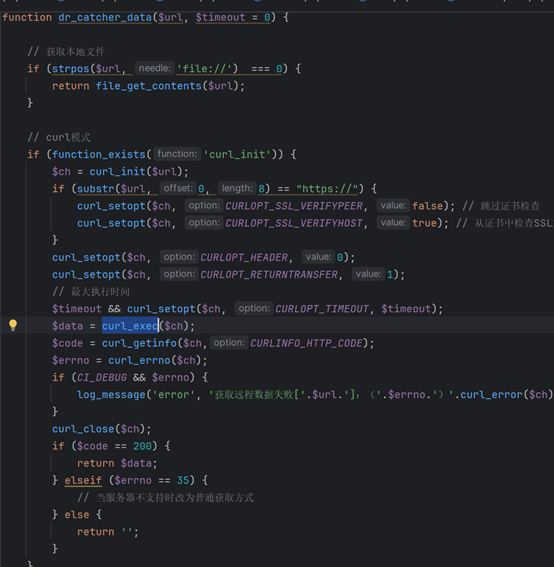 function dr_catcher_data($url, $timeout = 0) {
// 获取本地文件
if (strpos($url, needle: 'file://') === 0) {
return file_get_contents($url);
}
// curl模式
if (function_exists( function: 'curl_init')) {
$ch = curl_init($url);
if (substr($url, offset: 0, length: 8) == "https://") {
curl_setopt($ch, option: CURLOPT_SSL_VERIFYPEER, value: false); // 跳过证书检查
curl_setopt($ch, option: CURLOPT_SSL_VERIFYHOST, value: true); // 从证书中检查SSL
}
curl_setopt($ch, option: CURLOPT_HEADER, value: 0);
curl_setopt($ch, option: CURLOPT_RETURNTRANSFER, value: 1);
// 最大执行时间
$timeout && curl_setopt($ch, option: CURLOPT_TIMEOUT, $timeout);
$data = curl_exec($ch);
$code = curl_getinfo($ch, option: CURLINFO_HTTP_CODE);
$errno = curl_errno($ch);
if (CI_DEBUG && $errno) {
log_message('error', '获取远程数据失败['.$url.']：（'.$errno.'）'.curl_error($ch)
}
curl_close($ch);
if ($code == 200) {
return $data;
} elseif ($errno == 35) {
// 当服务器不支持时改为普通获取方式
} else {
return '';
}
}